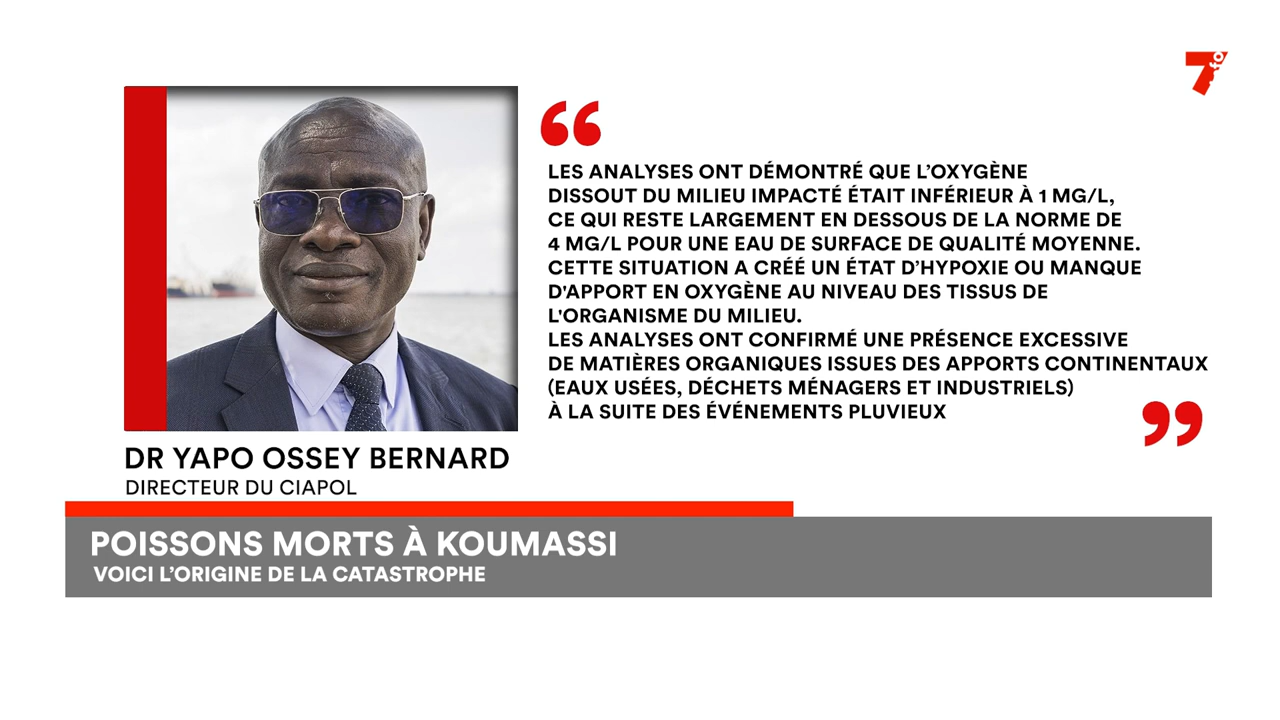 7
fo
“
LES ANALYSES ONT DÉMONTRÉ QUE L’OXYGÈNE
DISSOUT DU MILIEU IMPACTÉ ÉTAIT INFÉRIEUR À 1 MG/L,
CE QUI RESTE LARGEMENT EN DESSOUS DE LA NORME DE
4 MG/L POUR UNE EAU DE SURFACE DE QUALITÉ MOYENNE.
CETTE SITUATION A CRÉÉ UN ÉTAT D’HYPOXIE OU MANQUE
D'APPORT EN OXYGÈNE AU NIVEAU DES TISSUS DE
L'ORGANISME DU MILIEU.
LES ANALYSES ONT CONFIRMÉ UNE PRÉSENCE EXCESSIVE
DE MATIÈRES ORGANIQUES ISSUES DES APPORTS CONTINENTAUX
(EAUX USÉES, DÉCHETS MÉNAGERS ET INDUSTRIELS)
À LA SUITE DES ÉVÉNEMENTS PLUVIEUX
”
DR YAPO OSSEY BERNARD
DIRECTEUR DU CIAPOL
POISSONS MORTS À KOUMASSI
VOICI L’ORIGINE DE LA CATASTROPHE